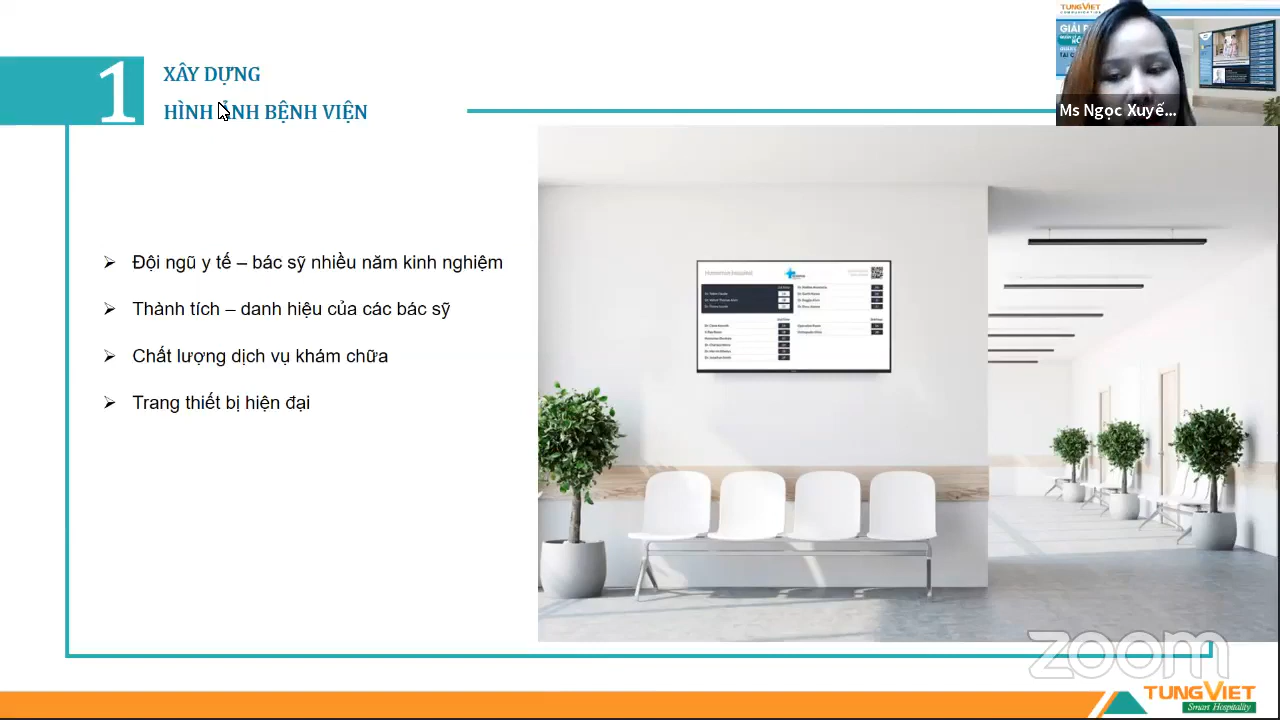 1
XÂY DỰNG
HÌNH ẢNH BỆNH VIỆN
➢ Đội ngũ y tế – bác sỹ nhiều năm kinh nghiệm
➢ Thành tích – danh hiệu của các bác sỹ
➢ Chất lượng dịch vụ khám chữa
➢ Trang thiết bị hiện đại
TUNGVIET
Ms Ngọc Xuyế...
zoom
TUNGVIET
Smart Hospitality